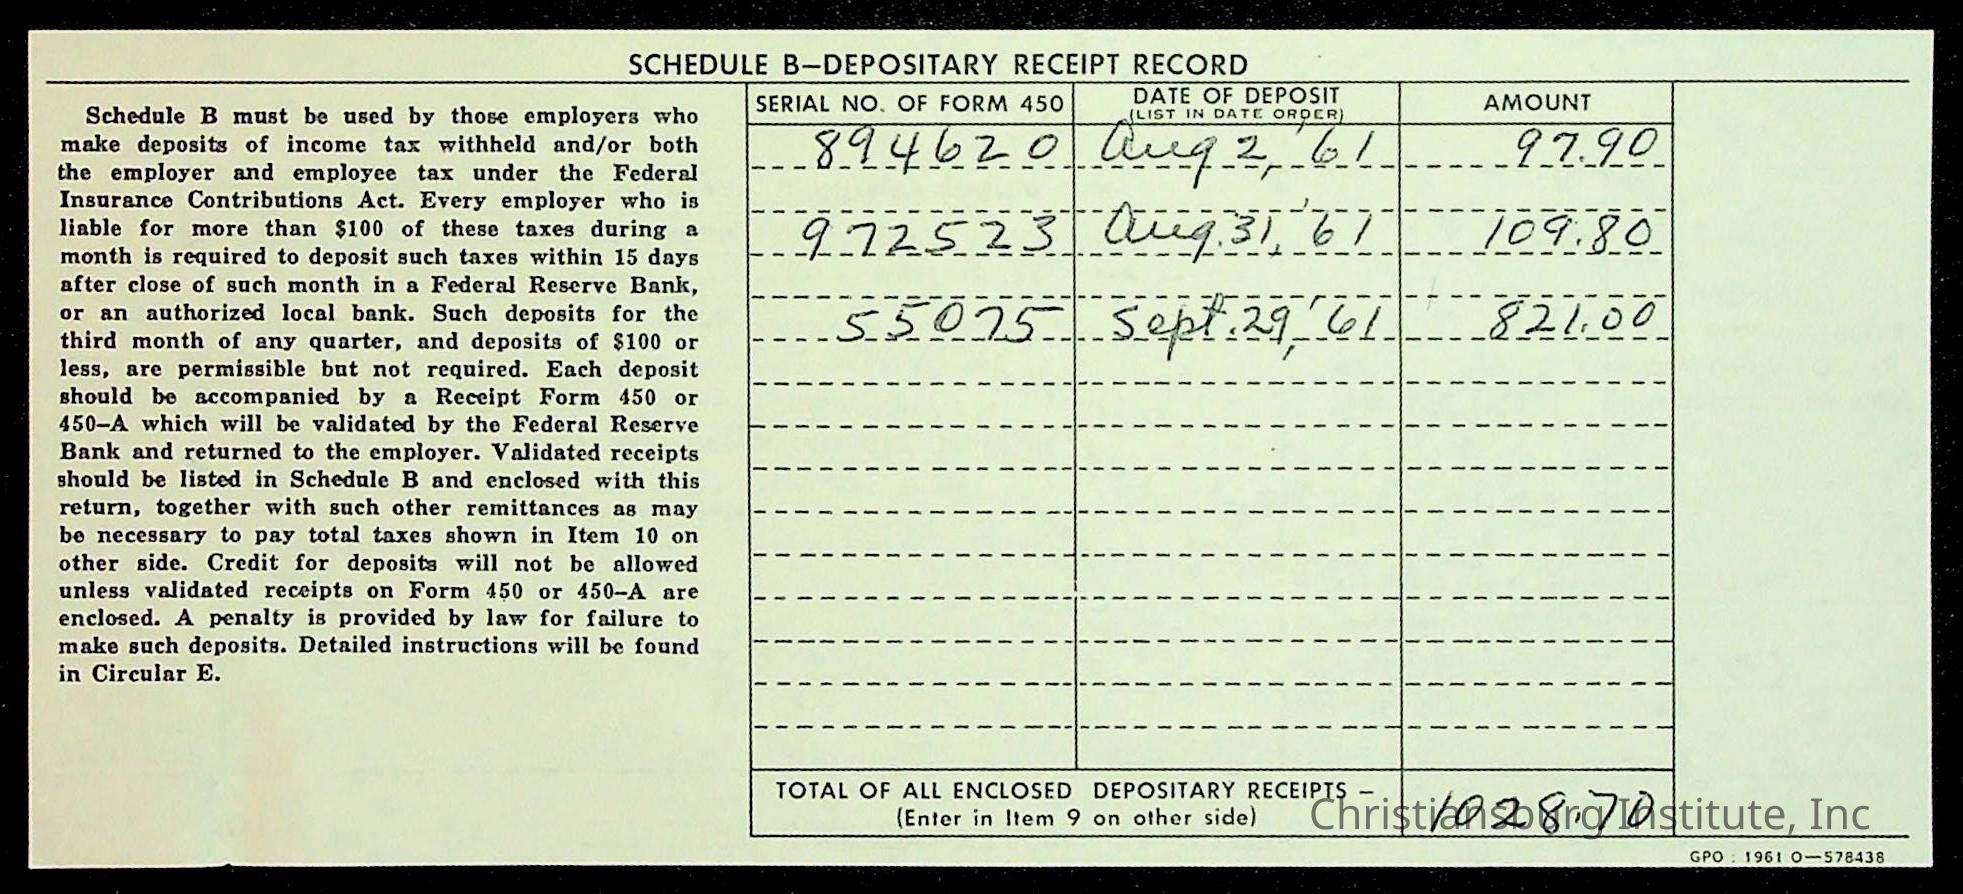 SCHEDULE B—DEPOSITARY RECEIPT RECORD
Schedule B must be used by those employers who
make deposits of income tax withheld and/or both
the employer and employee tax under the Federal
Insurance Contributions Act. Every employer who is
liable for more than $100 of these taxes during a
month is required to deposit such taxes within 15 days
after close of such month in a Federal Reserve Bank,
or an authorized local bank. Such deposits for the
third month of any quarter, and deposits of $100 or
less, are permissible but not required. Each deposit
should be accompanied by a Receipt Form 450 or
450–A which will be validated by the Federal Reserve
Bank and returned to the employer. Validated receipts
should be listed in Schedule B and enclosed with this
return, together with such other remittances as may
be necessary to pay total taxes shown in Item 10 on
other side. Credit for deposits will not be allowed
unless validated receipts on Form 450 or 450–A are
enclosed. A penalty is provided by law for failure to
make such deposits. Detailed instructions will be found
in Circular E.
SERIAL NO. OF FORM 450 DATE OF DEPOSIT AMOUNT
(LIST IN DATE ORDER)
894620 Aug 2, '61 97.90
972523 Aug. 31, '61 109.80
55075 Sept. 29, '61 821.00
TOTAL OF ALL ENCLOSED DEPOSITARY RECEIPTS — 1028.70
(Enter in Item 9 on other side)
Christiansburg Institute, Inc
GPO : 1961 O—578438